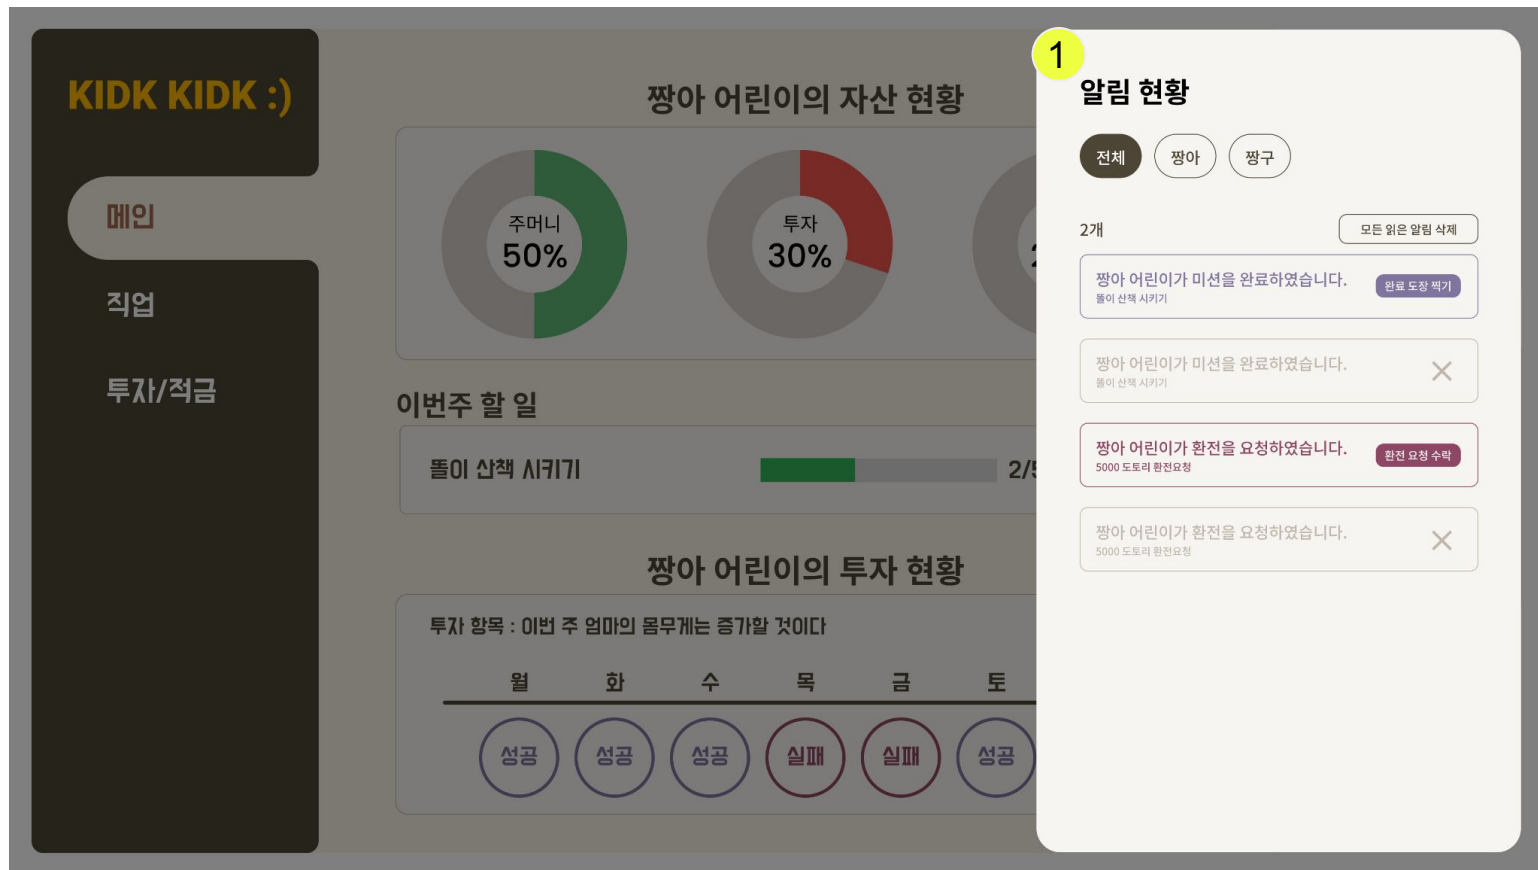 KIDK KIDK :)
메인
직업
투자/적금
짱아 어린이의 자산 현황
주머니
50%
투자
30%
이번주 할 일
똘이 산책 시키기
2/5
짱아 어린이의 투자 현황
투자 항목 : 이번 주 엄마의 몸무게는 증가할 것이다
월 화 수 목 금 토
성공 성공 성공 실패 실패 성공
1
알림 현황
전체 짱아 짱구
2개
모든 읽은 알림 삭제
짱아 어린이가 미션을 완료하였습니다.
똘이 산책 시키기
완료 도장 찍기
짱아 어린이가 미션을 완료하였습니다.
똘이 산책 시키기
짱아 어린이가 환전을 요청하였습니다.
5000 도토리 환전요청
환전 요청 수락
짱아 어린이가 환전을 요청하였습니다.
5000 도토리 환전요청